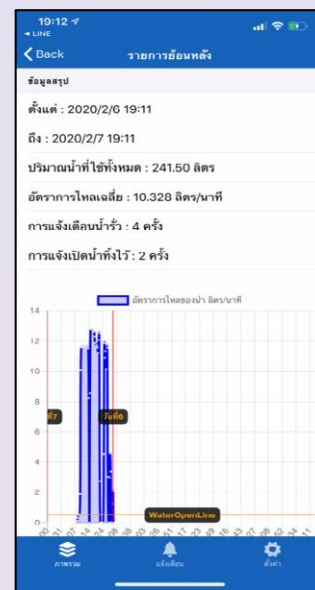 19:12
◄ LINE
Back
รายการย้อนหลัง
ข้อมูลสรุป
ตั้งแต่ : 2020/2/6 19:11
ถึง : 2020/2/7 19:11
ปริมาณน้ำที่ใช้ทั้งหมด : 241.50 ลิตร
อัตราการไหลเฉลี่ย : 10.328 ลิตร/นาที
การแจ้งเตือนน้ำรั่ว : 4 ครั้ง
การแจ้งเปิดน้ำทิ้งไว้ : 2 ครั้ง
อัตราการไหลของน้ำ ลิตร/นาที
14
12
10
8
6
4
2
0
ที่7
วันที่6
WaterOpenLine
ภาพรวม
แจ้งเตือน
ตั้งค่า